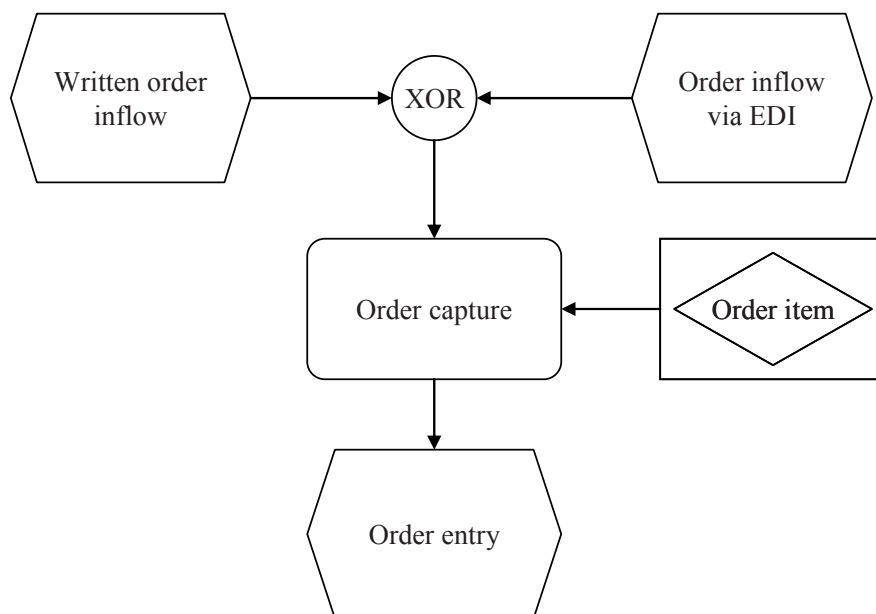 Written order
inflow
XOR
Order inflow
via EDI
Order capture
Order item
Order entry